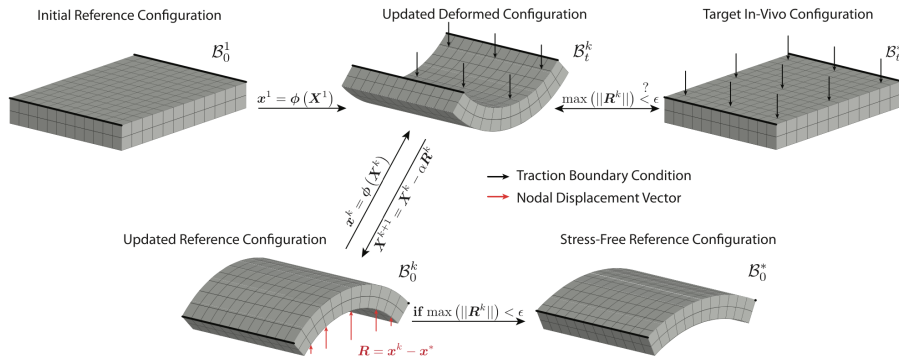 Initial Reference Configuration
Updated Deformed Configuration
Target In-Vivo Configuration
B_0^1
B_t^k
x^1 = ϕ (X^1)
?
max (||R^k||) < ϵ
x^k = ϕ (X^k)
X^{k+1} = X^k − αR^k
Traction Boundary Condition
Nodal Displacement Vector
Updated Reference Configuration
Stress-Free Reference Configuration
B_0^k
B_0^*
if max (||R^k||) < ϵ
R = x^k − x^*